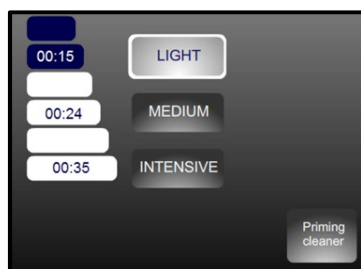 00:15
LIGHT
00:24
MEDIUM
00:35
INTENSIVE
Priming
cleaner